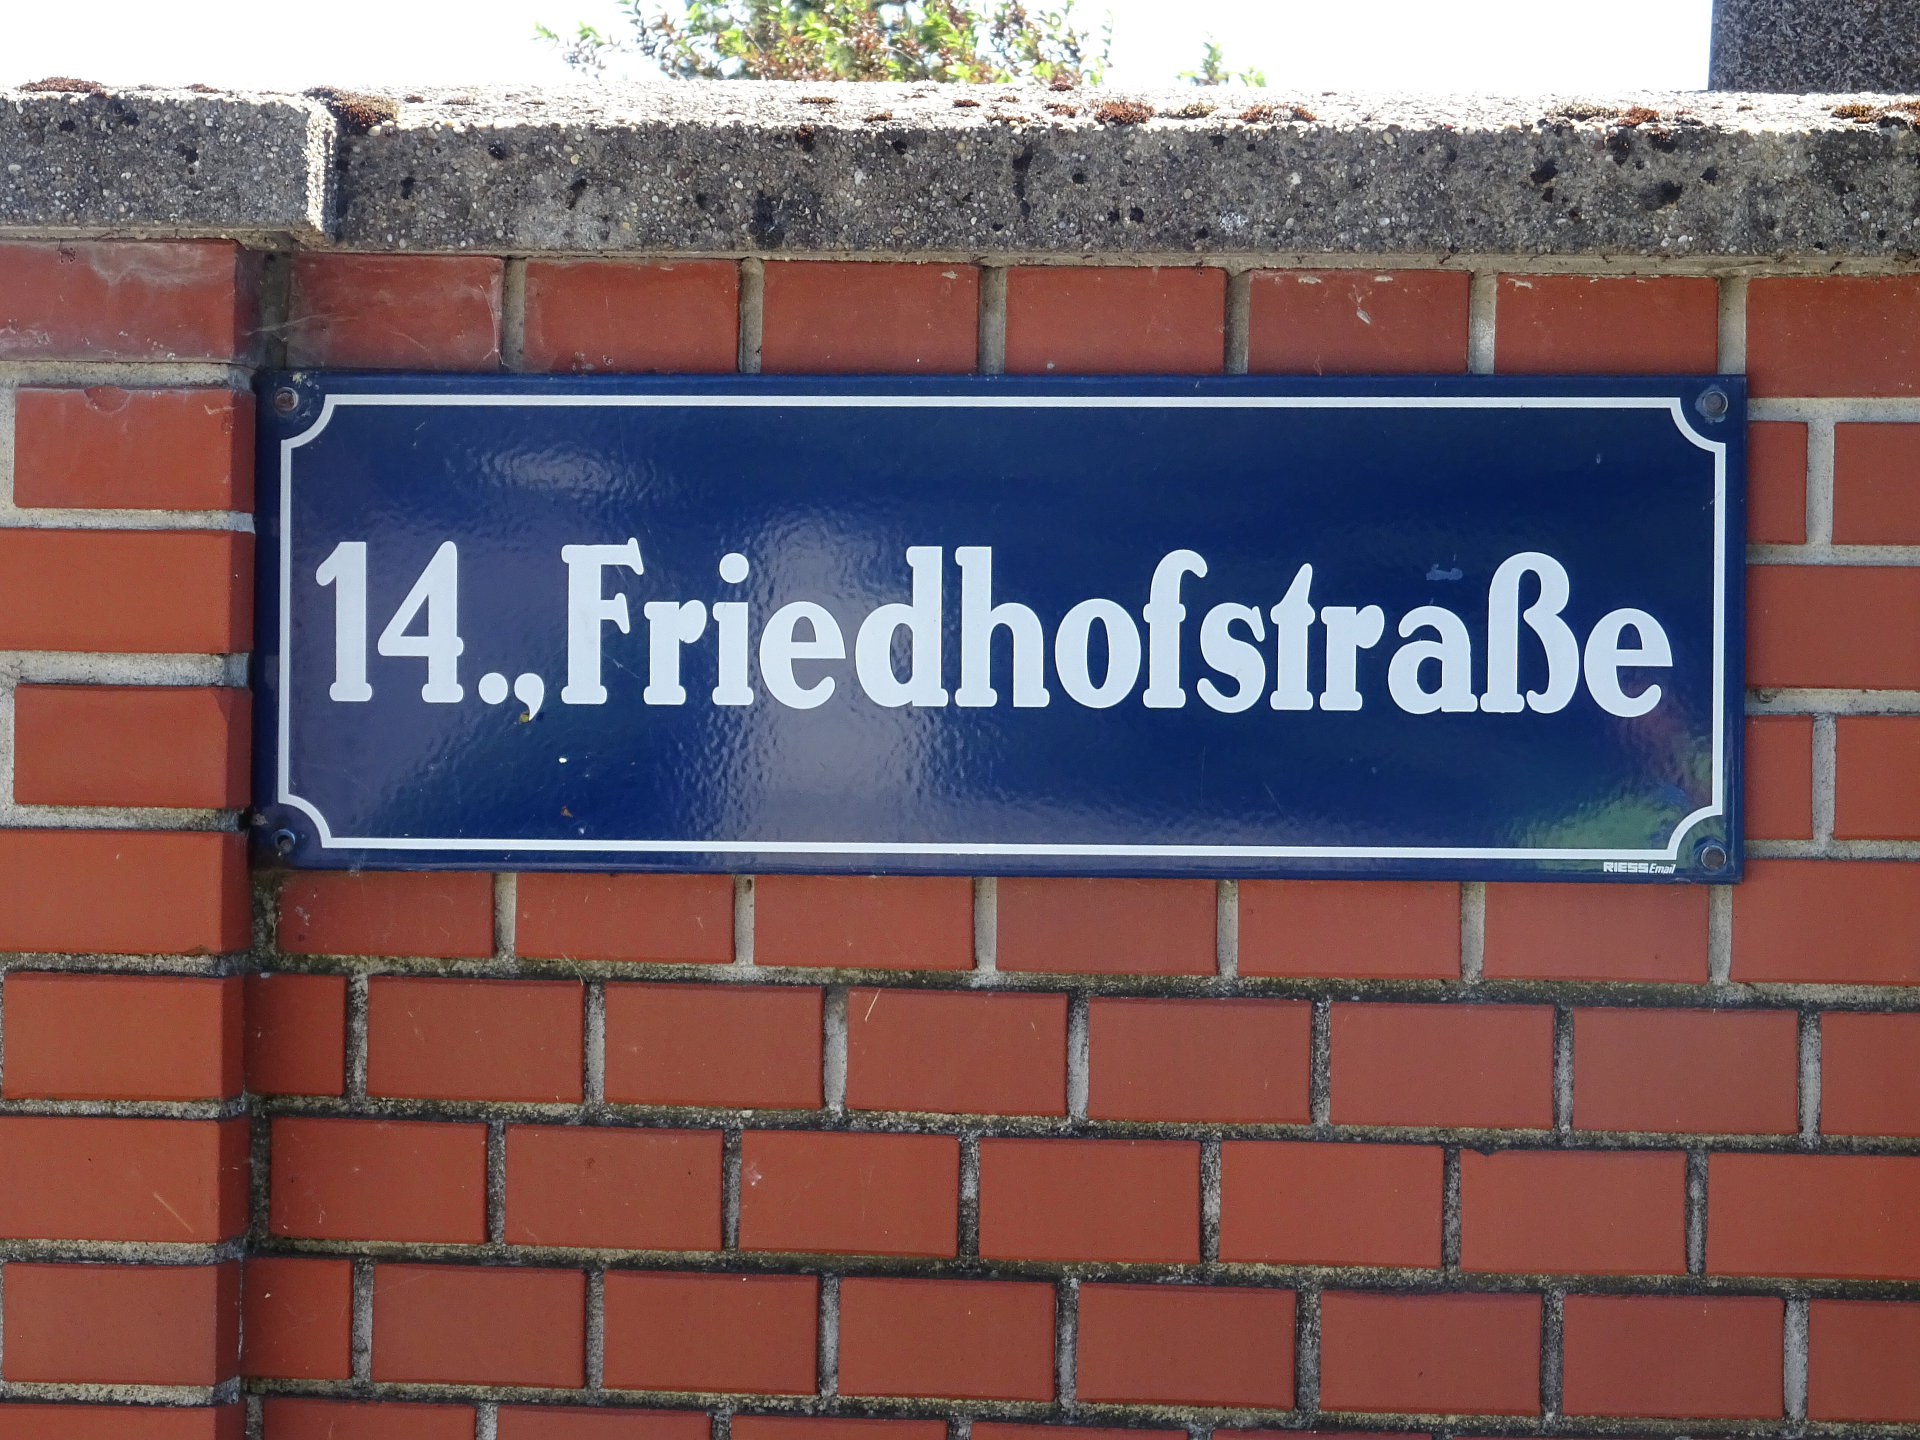 14., Friedhofstraße
RIESS Email